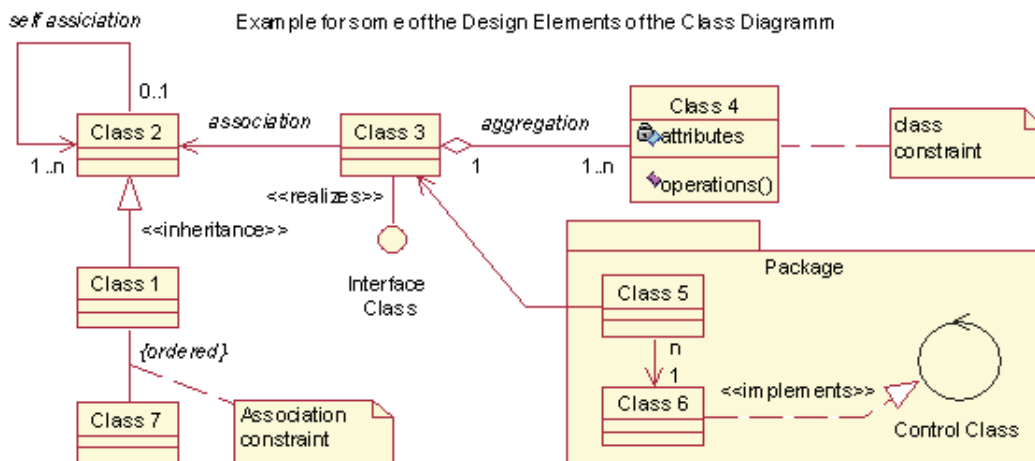 self assiciation
Example for some of the Design Elements of the Class Diagramm
0..1
Class 2
1..n
association
Class 3
aggregation
1
1..n
Class 4
attributes
operations()
class
constraint
<<realizes>>
Interface
Class
<<inheritance>>
Class 1
{ordered}
Class 7
Association
constraint
Package
Class 5
n
1
Class 6
<<implements>>
Control Class